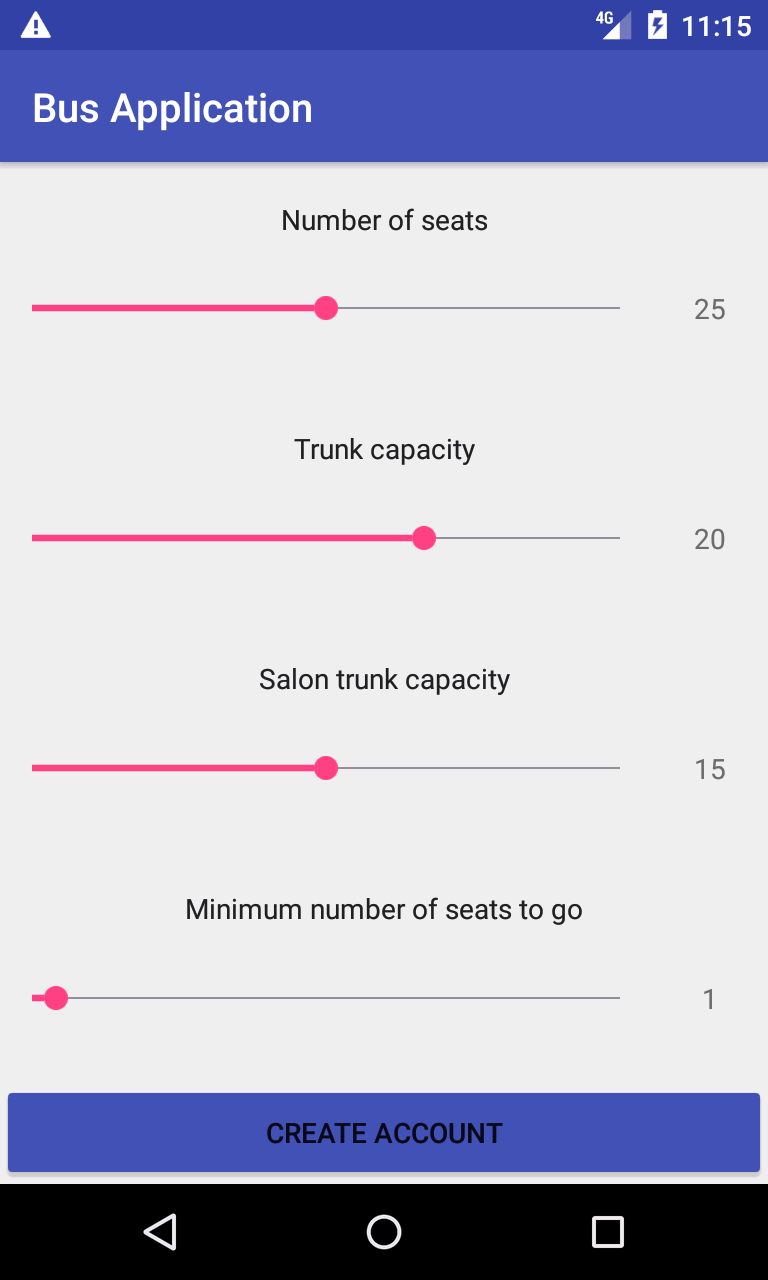 4G 11:15
Bus Application
Number of seats
25
Trunk capacity
20
Salon trunk capacity
15
Minimum number of seats to go
1
CREATE ACCOUNT